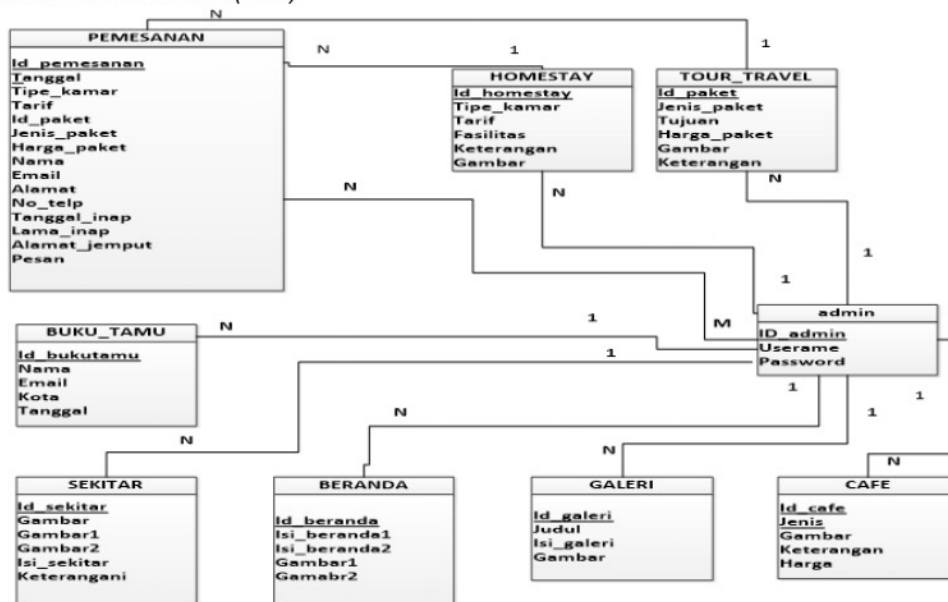 N
PEMESANAN
Id_pemesanan
Tanggal
Tipe_kamar
Tarif
Id_paket
Jenis_paket
Harga_paket
Nama
Email
Alamat
No_telp
Tanggal_inap
Lama_inap
Alamat_jemput
Pesan
N
1
1
HOMESTAY
Id_homestay
Tipe_kamar
Tarif
Fasilitas
Keterangan
Gambar
TOUR_TRAVEL
Id_paket
Jenis_paket
Tujuan
Harga_paket
Gambar
Keterangan
N
N
N
1
1
admin
ID_admin
Userame
Password
M
BUKU_TAMU
Id_bukutamu
Nama
Email
Kota
Tanggal
N
1
1
1
1
1
N
N
N
N
SEKITAR
Id_sekitar
Gambar
Gambar1
Gambar2
Isi_sekitar
Keterangani
BERANDA
Id_beranda
Isi_beranda1
Isi_beranda2
Gambar1
Gamabr2
GALERI
Id_galeri
Judul
Isi_galeri
Gambar
CAFE
Id_cafe
Jenis
Gambar
Keterangan
Harga